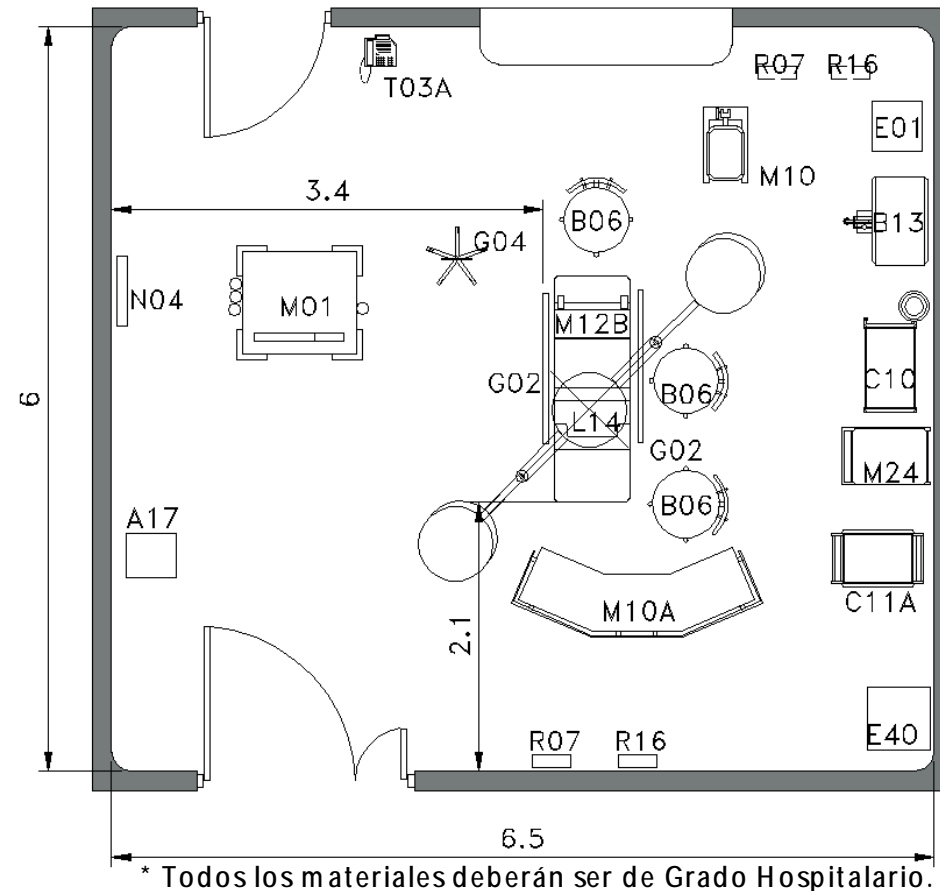 T03A
R07 R16
E01
M10
3.4
B06
B13
G04
N04
M01
M12B
G02
B06
C10
L14
6
G02
M24
B06
A17
C11A
M10A
2.1
E40
R07 R16
6.5
* Todos los materiales deberán ser de Grado Hospitalario.